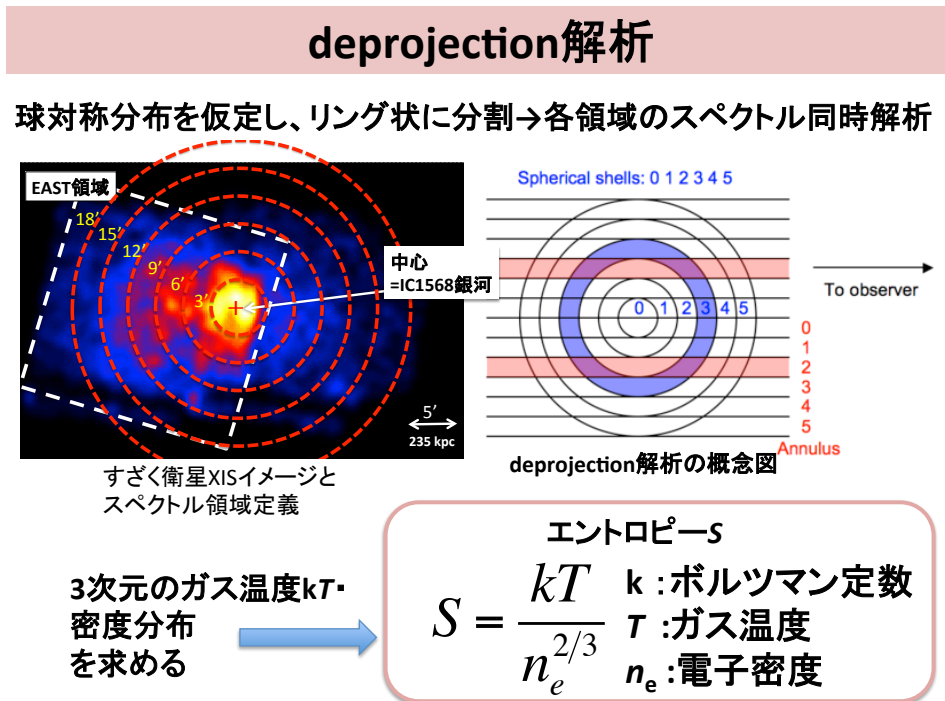 deprojection解析
球対称分布を仮定し、リング状に分割→各領域のスペクトル同時解析
EAST領域
18′
15′
12′
9′
6′
3′
中心
=IC1568銀河
5′
235 kpc
すざく衛星XISイメージと
スペクトル領域定義
Spherical shells: 0 1 2 3 4 5
To observer
0 1 2 3 4 5
0
1
2
3
4
5
Annulus
deprojection解析の概念図
3次元のガス温度kT・
密度分布
を求める
エントロピーS
S = kT / n_e^{2/3}
k :ボルツマン定数
T :ガス温度
ne :電子密度